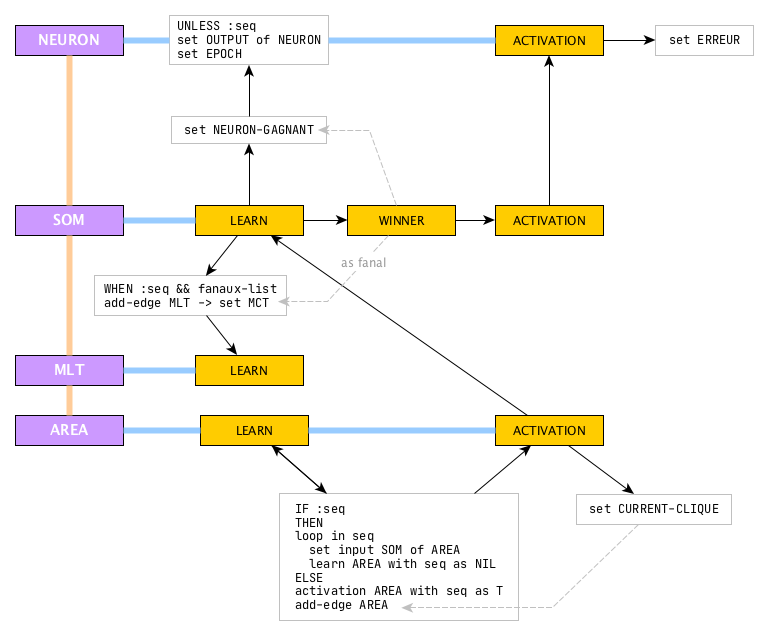 NEURON
UNLESS :seq
set OUTPUT of NEURON
set EPOCH
ACTIVATION
set ERREUR
set NEURON-GAGNANT
SOM
LEARN
WINNER
ACTIVATION
as fanal
WHEN :seq && fanaux-list
add-edge MLT -> set MCT
MLT
LEARN
AREA
LEARN
ACTIVATION
IF :seq
THEN
loop in seq
set input SOM of AREA
learn AREA with seq as NIL
ELSE
activation AREA with seq as T
add-edge AREA
set CURRENT-CLIQUE